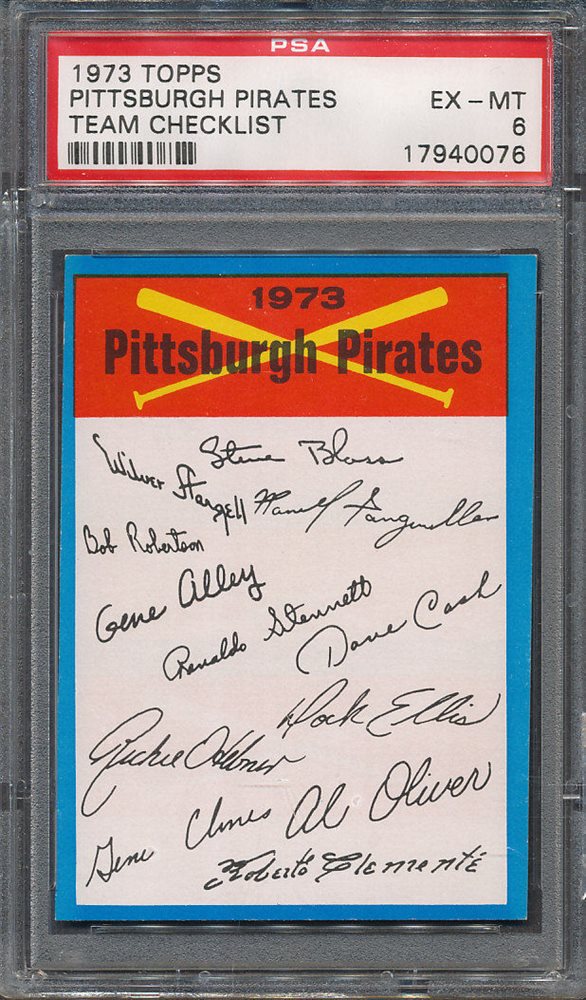 PSA
1973 TOPPS
PITTSBURGH PIRATES EX - MT
TEAM CHECKLIST 6
17940076
1973
Pittsburgh Pirates
Steve Blass
Wilver Stargell
Manuel Sanguillen
Bob Robertson
Gene Alley
Renaldo Stennett
Dave Cash
Dock Ellis
Richie Hebner
Gene Clines
Al Oliver
Roberto Clemente